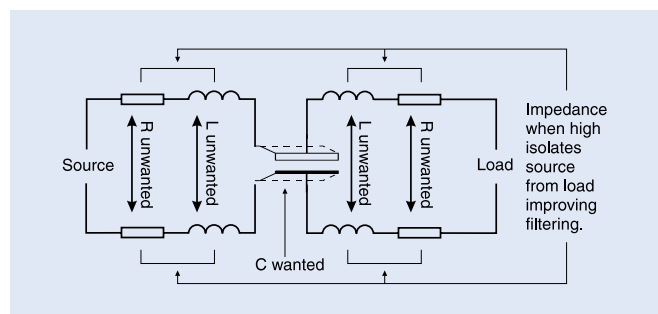 Source
R unwanted
L unwanted
C wanted
L unwanted
R unwanted
Load
Impedance
when high
isolates
source
from load
improving
filtering.